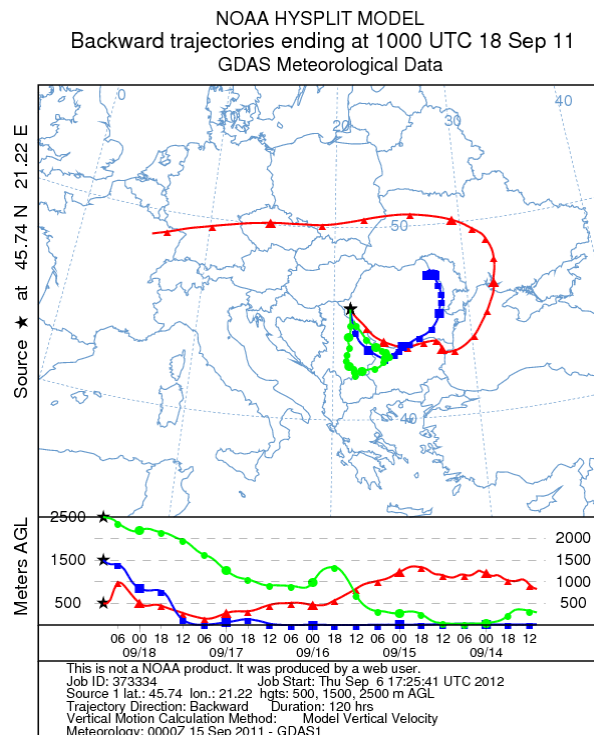 NOAA HYSPLIT MODEL
Backward trajectories ending at 1000 UTC 18 Sep 11
GDAS Meteorological Data
Source ★ at 45.74 N 21.22 E
0
10
20
30
40
50
40
Meters AGL
2500
1500
500
2000
1500
1000
500
06 00 18 12 06 00 18 12 06 00 18 12 06 00 18 12 06 00 18 12
09/18 09/17 09/16 09/15 09/14
This is not a NOAA product. It was produced by a web user.
Job ID: 373334 Job Start: Thu Sep 6 17:25:41 UTC 2012
Source 1 lat.: 45.74 lon.: 21.22 hgts: 500, 1500, 2500 m AGL
Trajectory Direction: Backward Duration: 120 hrs
Vertical Motion Calculation Method: Model Vertical Velocity
Meteorology: 0000Z 15 Sep 2011 - GDAS1